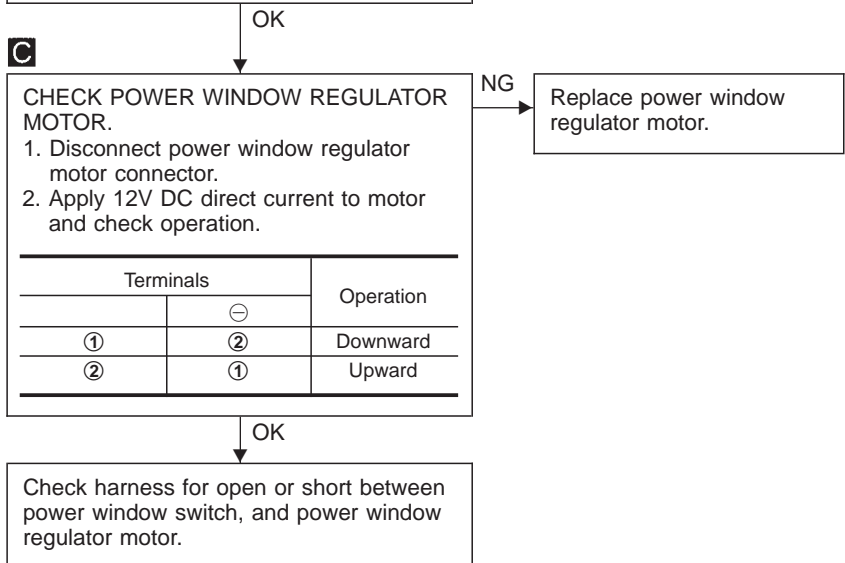 OK
C
CHECK POWER WINDOW REGULATOR
MOTOR.
1. Disconnect power window regulator
motor connector.
2. Apply 12V DC direct current to motor
and check operation.
Terminals
Operation
⊖
① ② Downward
② ① Upward
NG
Replace power window
regulator motor.
OK
Check harness for open or short between
power window switch, and power window
regulator motor.